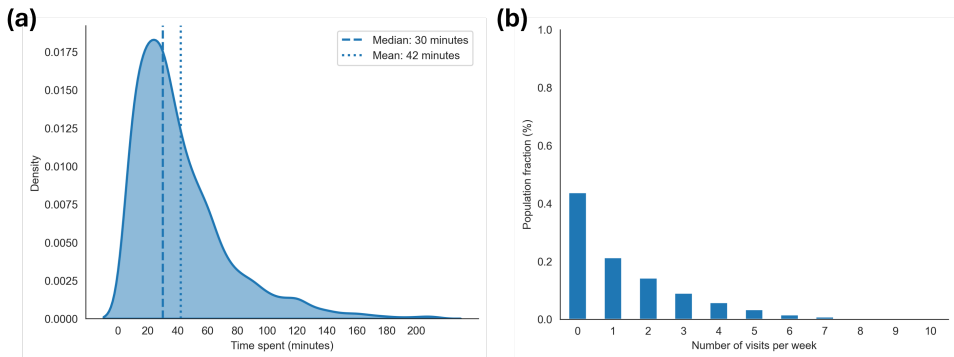 (a)
Median: 30 minutes
Mean: 42 minutes
Density
0.0175
0.0150
0.0125
0.0100
0.0075
0.0050
0.0025
0.0000
0 20 40 60 80 100 120 140 160 180 200
Time spent (minutes)
(b)
Population fraction (%)
1.0
0.8
0.6
0.4
0.2
0.0
0 1 2 3 4 5 6 7 8 9 10
Number of visits per week